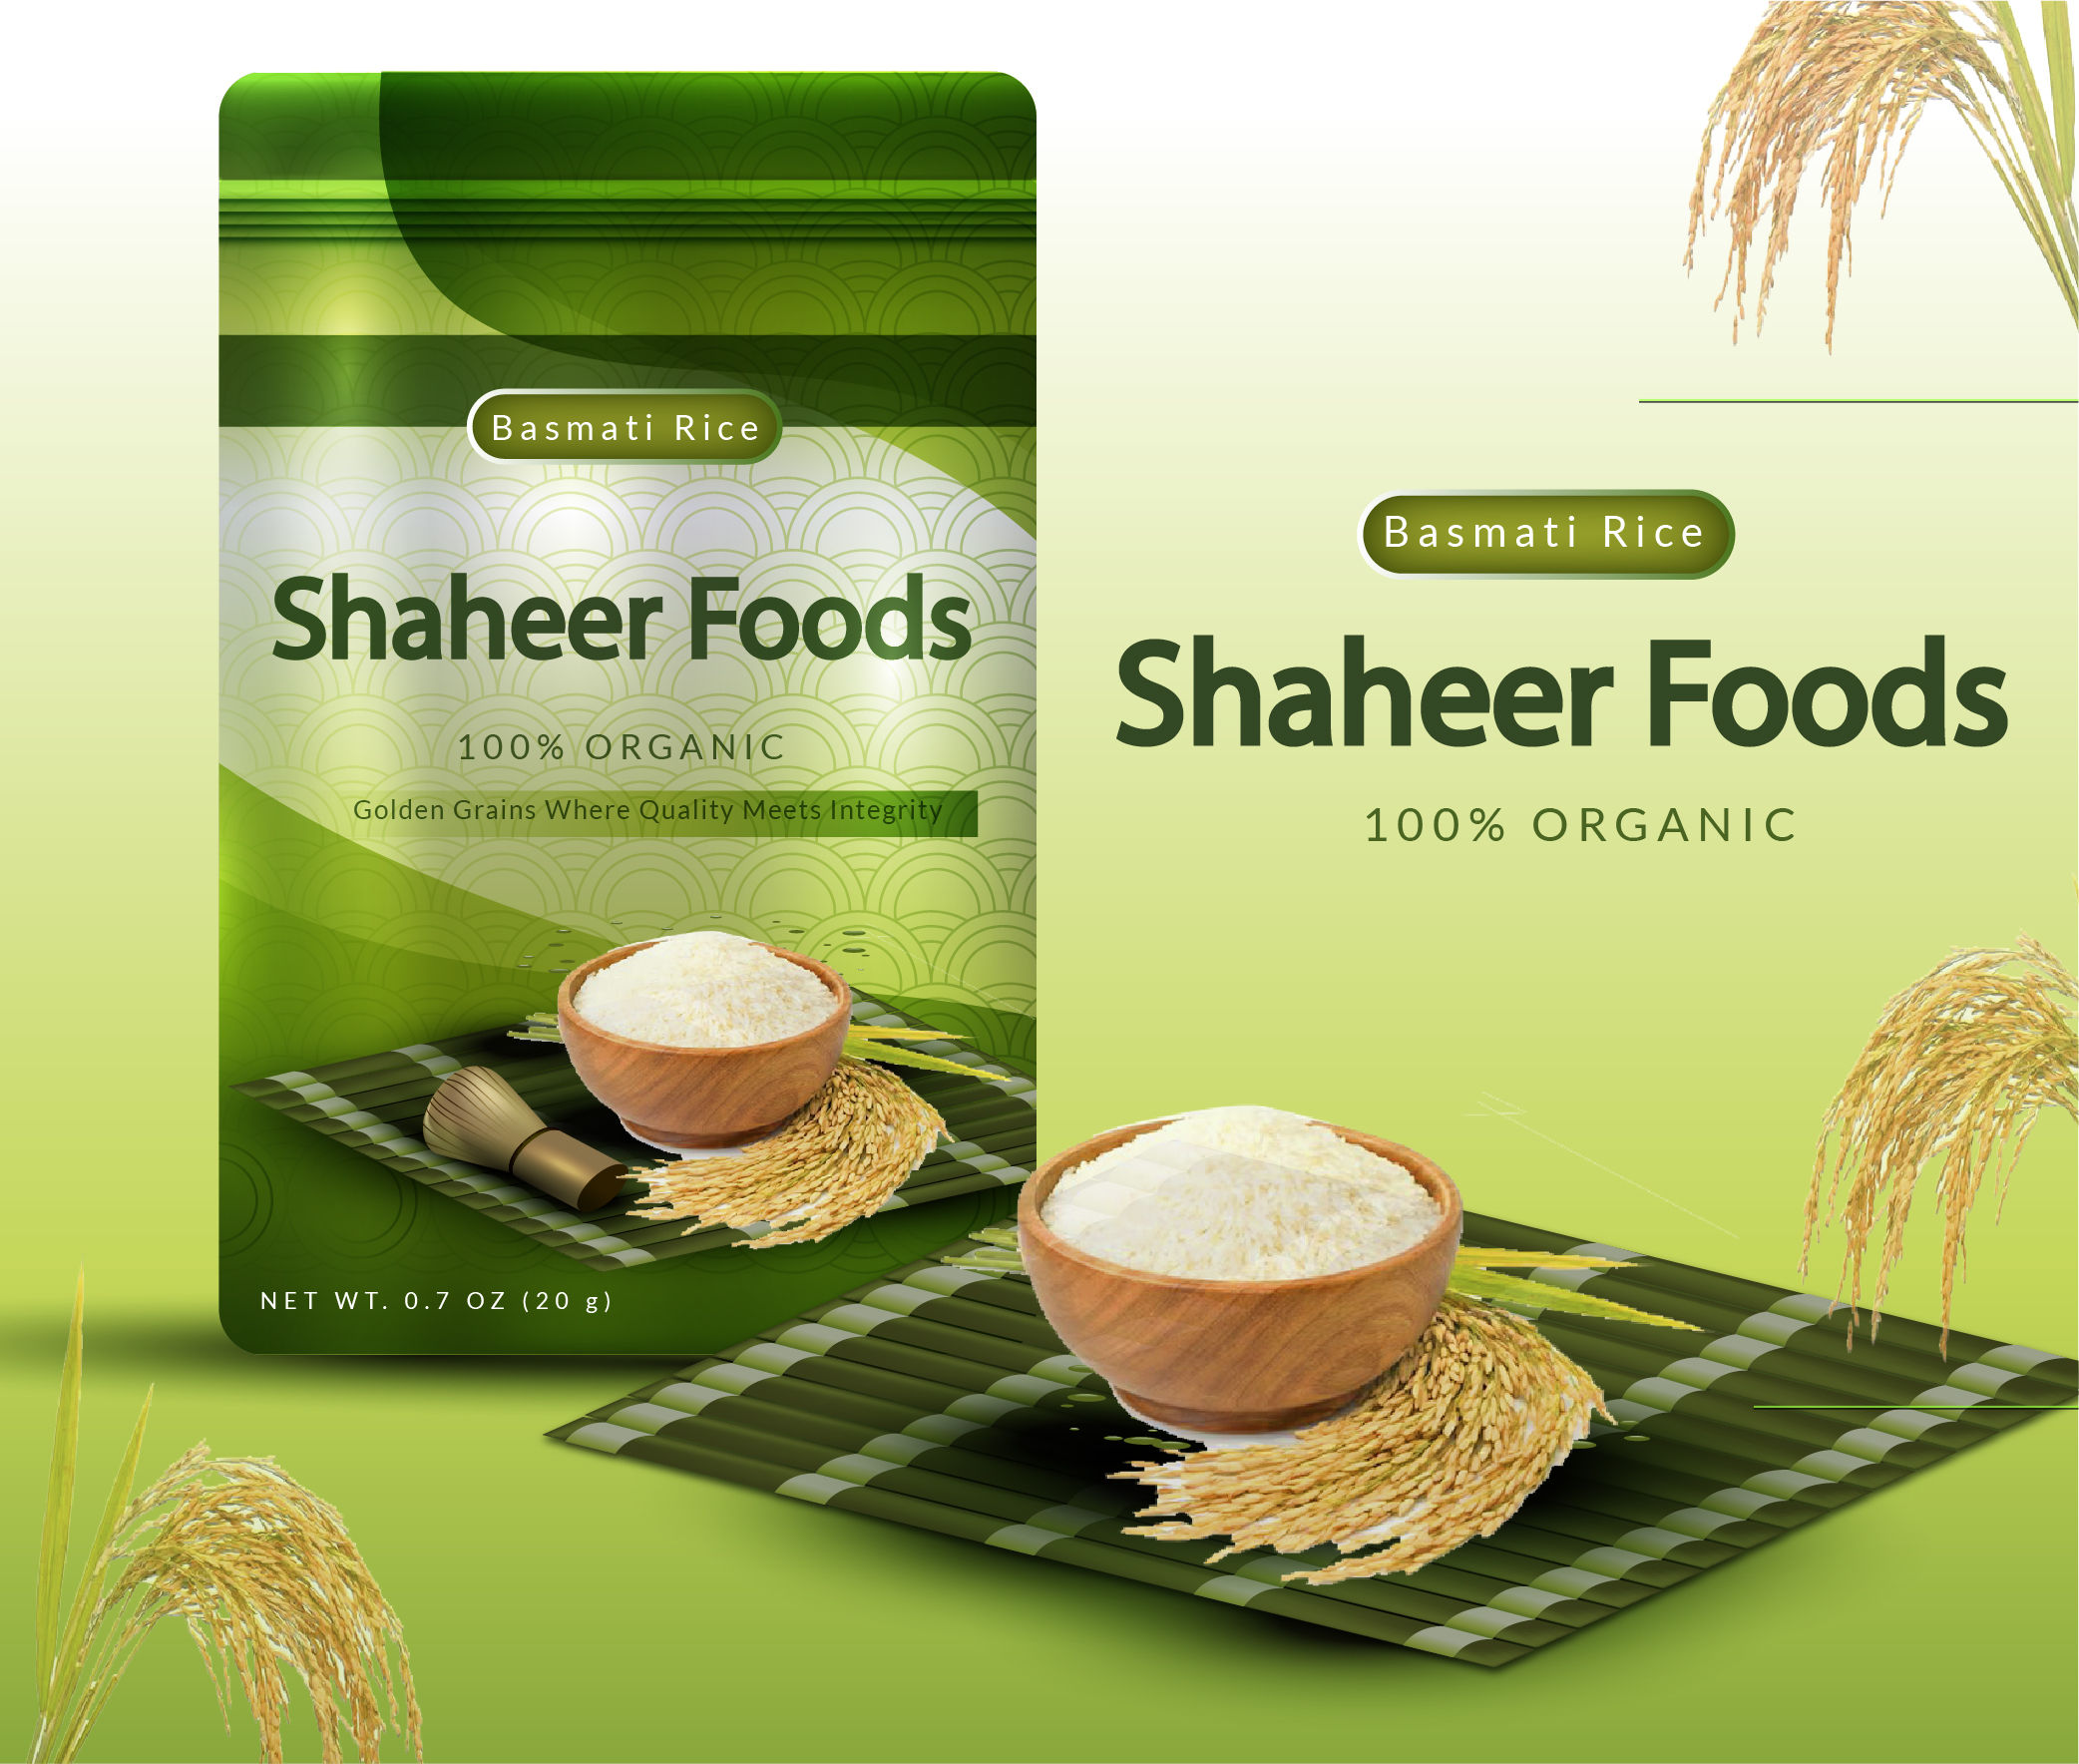 Basmati Rice
Shaheer Foods
100% ORGANIC
Golden Grains Where Quality Meets Integrity
NET WT. 0.7 OZ (20 g)
Basmati Rice
Shaheer Foods
100% ORGANIC